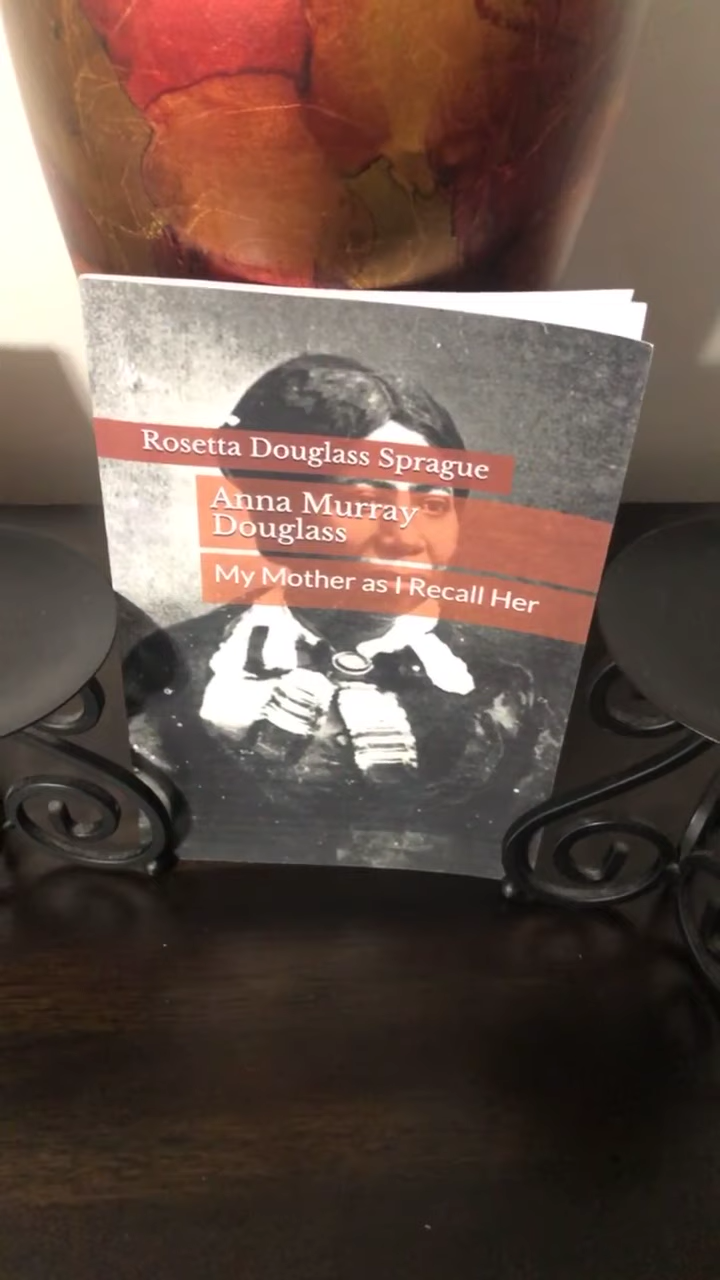 Rosetta Douglass Sprague
Anna Murray
Douglass
My Mother as I Recall Her